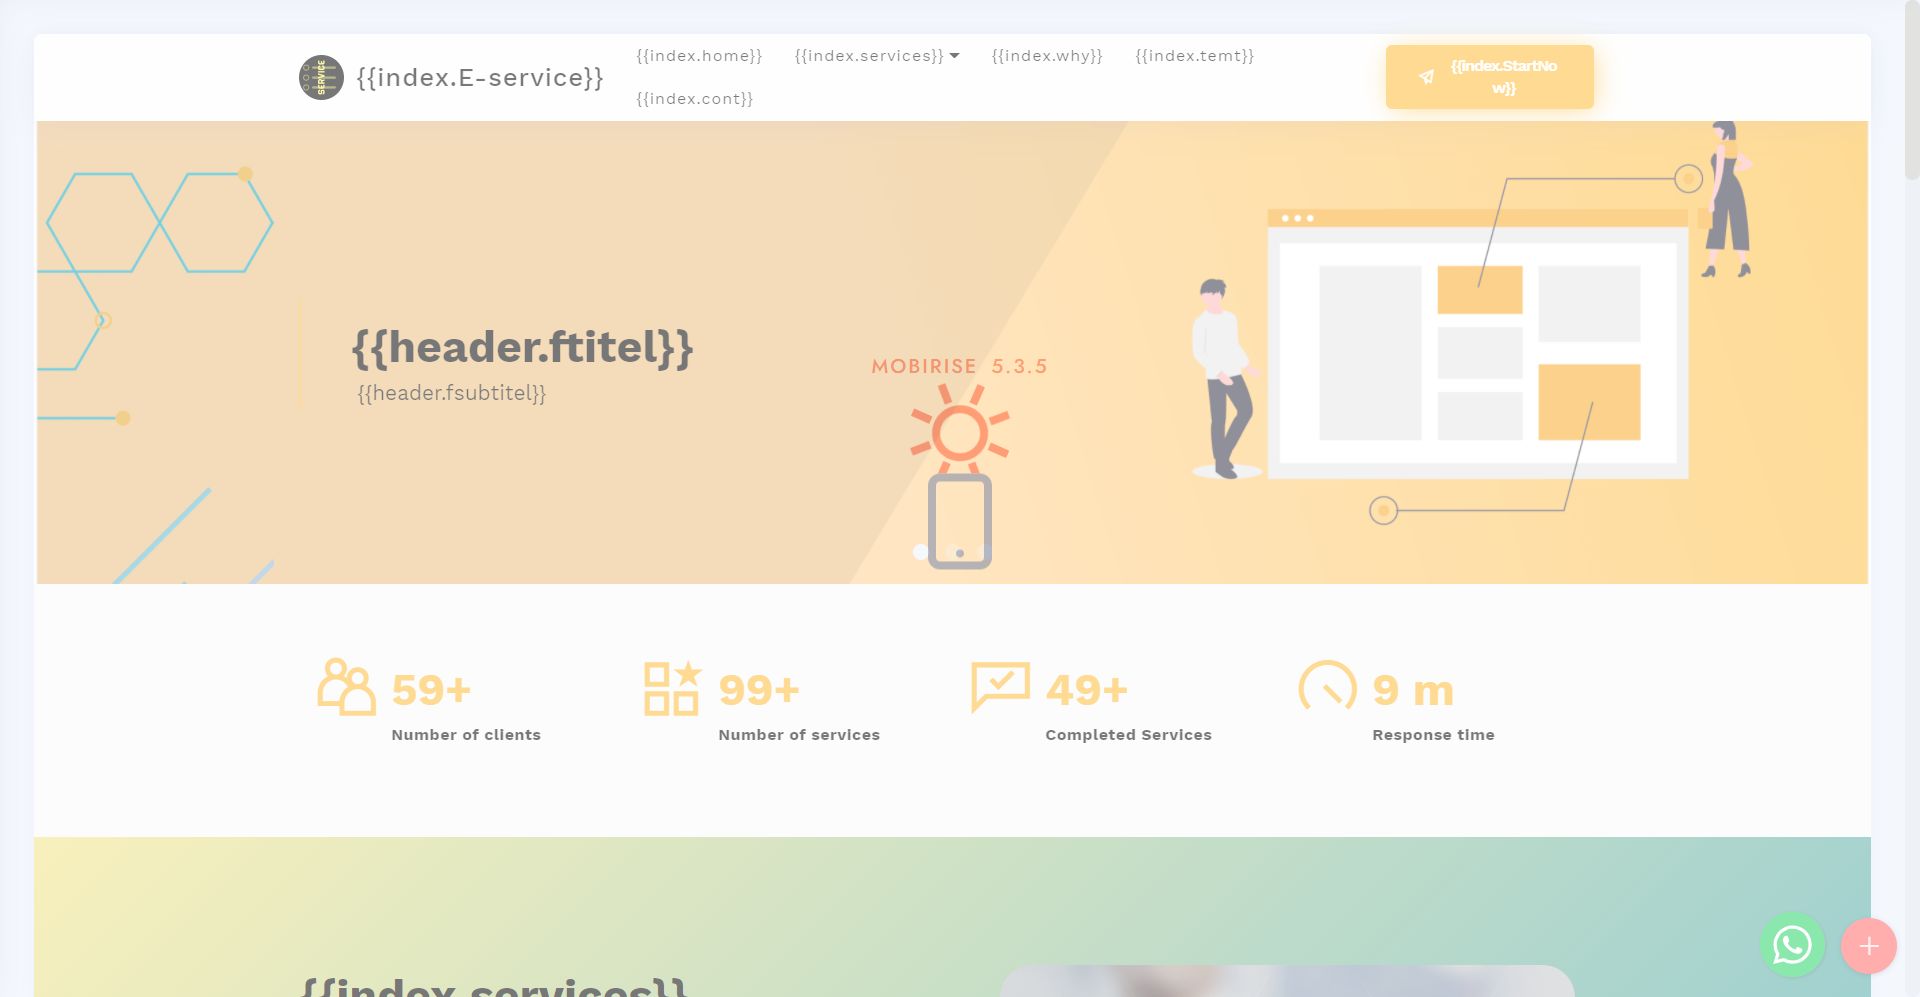 SERVICE
{{index.E-service}}
{{index.home}} {{index.services}} {{index.why}} {{index.temt}}
{{index.cont}}
{{index.StartNo
w}}
{{header.ftitel}}
{{header.fsubtitel}}
MOBIRISE 5.3.5
59+
Number of clients
99+
Number of services
49+
Completed Services
9 m
Response time
{{index.services}}